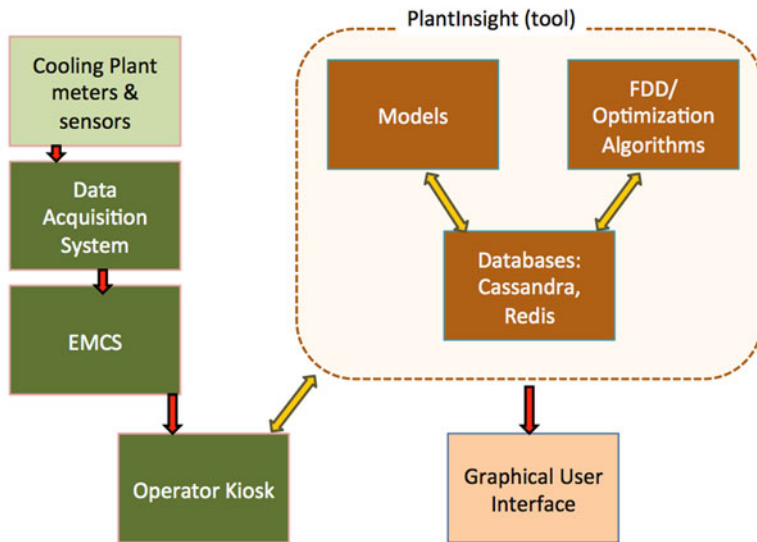 PlantInsight (tool)
Cooling Plant
meters &
sensors
Data
Acquisition
System
EMCS
Operator Kiosk
Models
FDD/
Optimization
Algorithms
Databases:
Cassandra,
Redis
Graphical User
Interface